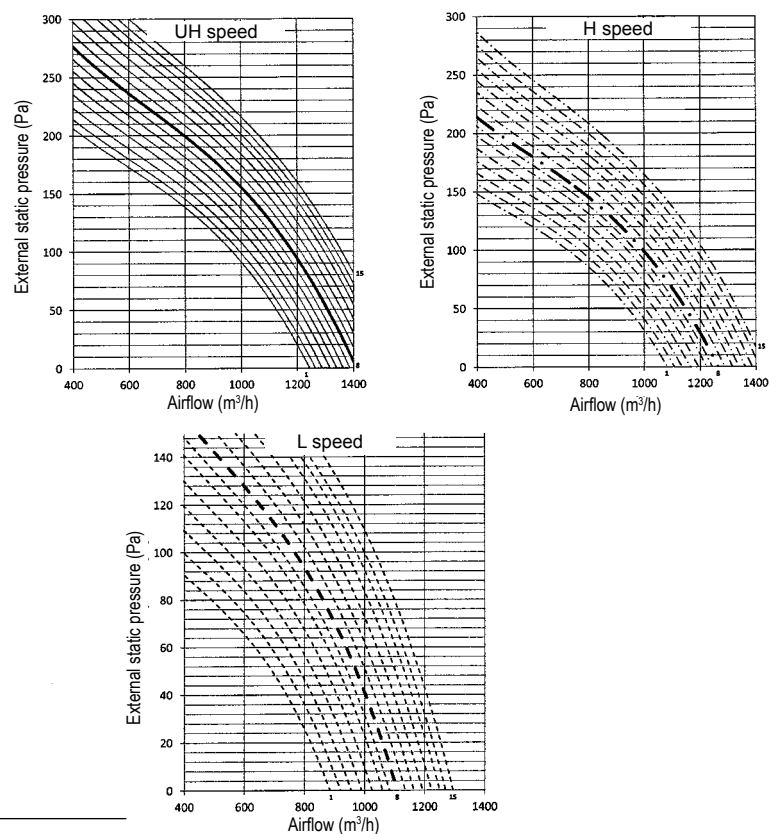 UH speed
External static pressure (Pa)
300
250
200
150
100
50
0
15
1
8
400 600 800 1000 1200 1400
Airflow (m³/h)
H speed
External static pressure (Pa)
300
250
200
150
100
50
0
15
1
8
400 600 800 1000 1200 1400
Airflow (m³/h)
L speed
External static pressure (Pa)
140
120
100
80
60
40
20
0
1 8 15
400 600 800 1000 1200 1400
Airflow (m³/h)